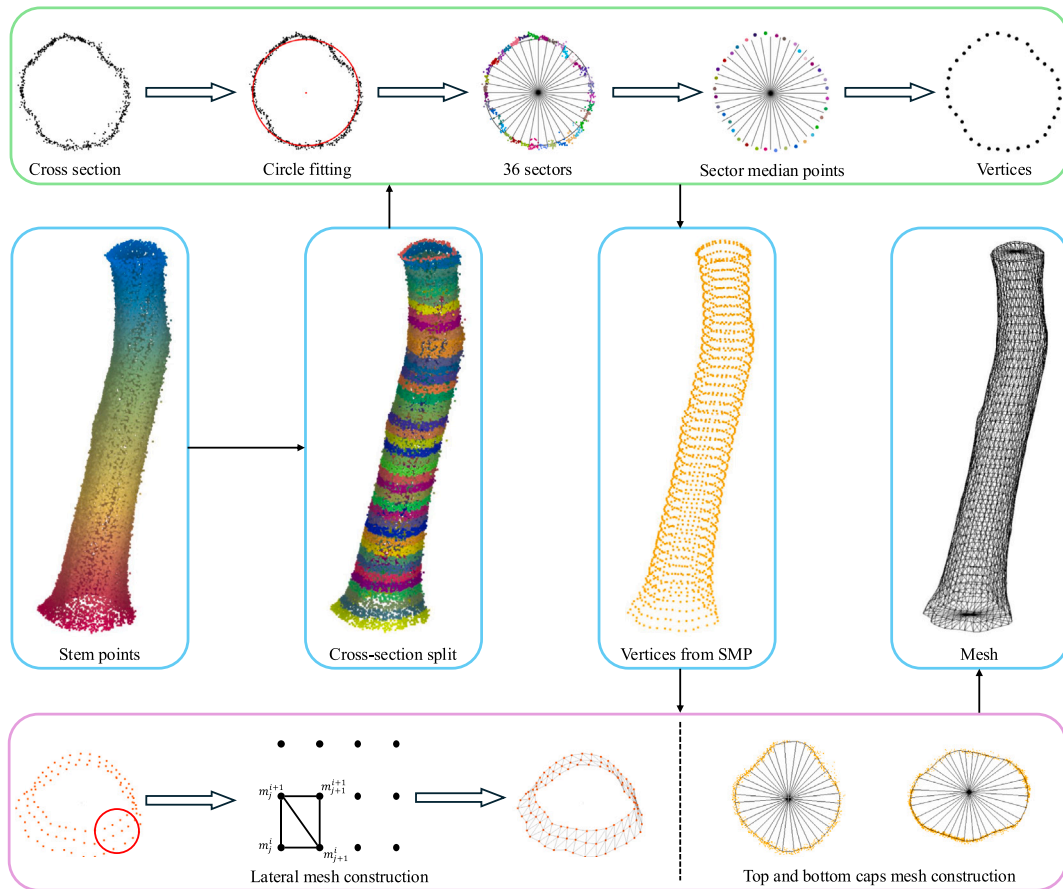 Cross section
Circle fitting
36 sectors
Sector median points
Vertices
Stem points
Cross-section split
Vertices from SMP
Mesh
m_j^{i+1}
m_{j+1}^{i+1}
m_j^i
m_{j+1}^i
Lateral mesh construction
Top and bottom caps mesh construction